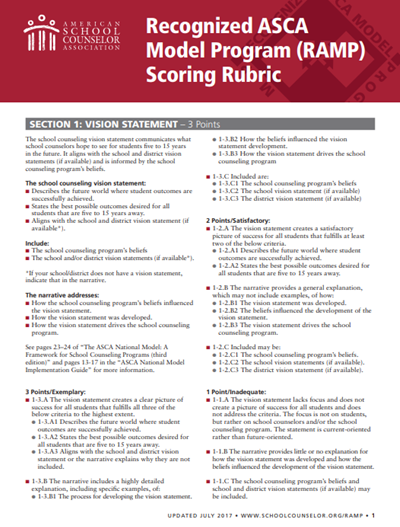 AMERICAN
SCHOOL
COUNSELOR
ASSOCIATION
Recognized ASCA
Model Program (RAMP)
Scoring Rubric
SECTION 1: VISION STATEMENT – 3 Points
The school counseling vision statement communicates what
school counselors hope to see for students five to 15 years
in the future. It aligns with the school and district vision
statements (if available) and is informed by the school
counseling program's beliefs.
The school counseling vision statement:
■ Describes the future world where student outcomes are
successfully achieved.
■ States the best possible outcomes desired for all
students that are five to 15 years away.
■ Aligns with the school and district vision statement (if
available*).
Include:
■ The school counseling program's beliefs
■ The school and/or district vision statements (if available*).
*If your school/district does not have a vision statement,
indicate that in the narrative.
The narrative addresses:
■ How the school counseling program's beliefs influenced
the vision statement.
■ How the vision statement was developed.
■ How the vision statement drives the school counseling
program.
See pages 23–24 of "The ASCA National Model: A
Framework for School Counseling Programs (third
edition)" and pages 13-17 in the "ASCA National Model
Implementation Guide" for more information.
3 Points/Exemplary:
■ 1-3.A The vision statement creates a clear picture of
success for all students that fulfills all three of the
below criteria to the highest extent.
● 1-3.A1 Describes the future world where student
outcomes are successfully achieved.
● 1-3.A2 States the best possible outcomes desired for
all students that are five to 15 years away.
● 1-3.A3 Aligns with the school and district vision
statement or the narrative explains why they are not
included.
■ 1-3.B The narrative includes a highly detailed
explanation, including specific examples, of:
● 1-3.B1 The process for developing the vision statement.
● 1-3.B2 How the beliefs influenced the vision
statement development.
● 1-3.B3 How the vision statement drives the school
counseling program
■ 1-3.C Included are:
● 1-3.C1 The school counseling program's beliefs
● 1-3.C2 The school vision statement (if available)
● 1-3.C3 The district vision statement (if available)
2 Points/Satisfactory:
■ 1-2.A The vision statement creates a satisfactory
picture of success for all students that fulfills at least
two of the below criteria.
● 1-2.A1 Describes the future world where student
outcomes are successfully achieved.
● 1-2.A2 States the best possible outcomes desired for
all students that are five to 15 years away.
■ 1-2.B The narrative provides a general explanation,
which may not include examples, of how:
● 1-2.B1 The vision statement was developed.
● 1-2.B2 The beliefs influenced the development of the
vision statement.
● 1-2.B3 The vision statement drives the school
counseling program.
■ 1-2.C Included may be:
● 1-2.C1 The school counseling program's beliefs.
● 1-2.C2 The school vision statements (if available).
● 1-2.C3 The district vision statement (if available).
1 Point/Inadequate:
■ 1-1.A The vision statement lacks focus and does not
create a picture of success for all students and does
not address the criteria. The focus is not on students,
but rather on school counselors and/or the school
counseling program. The statement is current-oriented
rather than future-oriented.
■ 1-1.B The narrative provides little or no explanation for
how the vision statement was developed and how the
beliefs influenced the development of the vision statement.
■ 1-1.C The school counseling program's beliefs and
school and district vision statements (if available) may
be included.
UPDATED JULY 2017 • WWW.SCHOOLCOUNSELOR.ORG/RAMP • 1